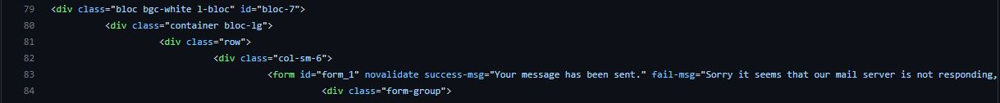 79 <div class="bloc bgc-white l-bloc" id="bloc-7">
80 <div class="container bloc-lg">
81 <div class="row">
82 <div class="col-sm-6">
83 <form id="form_1" novalidate success-msg="Your message has been sent." fail-msg="Sorry it seems that our mail server is not responding,
84 <div class="form-group">